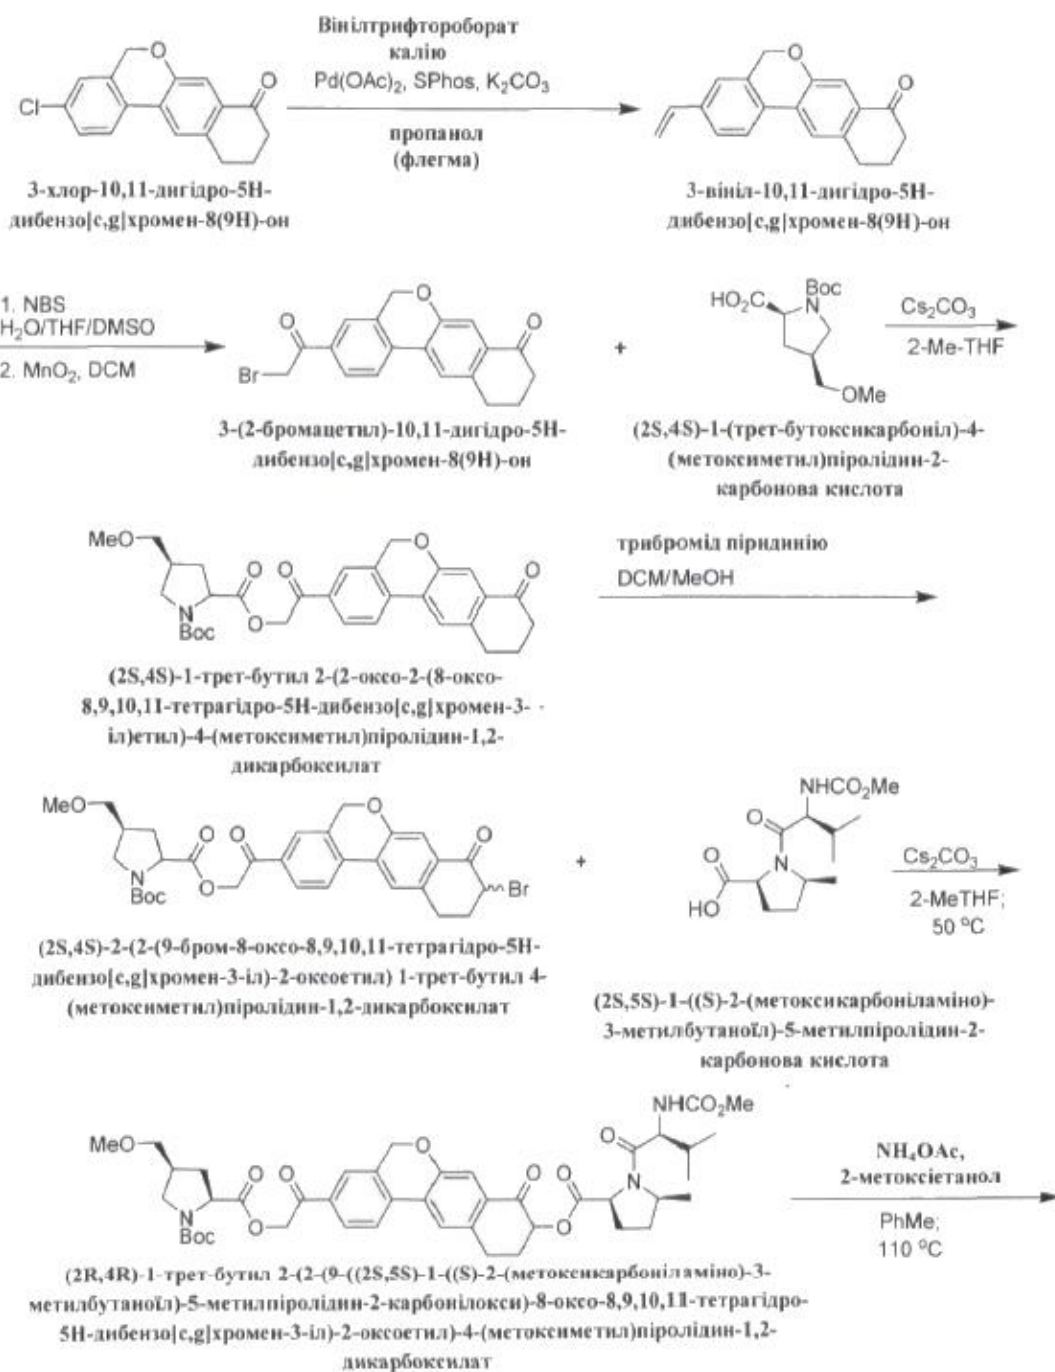 Вінілтрифтороборат
калію
Pd(OAc)₂, SPhos, K₂CO₃
пропанол
(флегма)
Cl
O
O
O
O
3-хлор-10,11-дигідро-5H-
дибензо[c,g]хромен-8(9H)-он
3-вініл-10,11-дигідро-5H-
дибензо[c,g]хромен-8(9H)-он
1. NBS
H₂O/THF/DMSO
2. MnO₂, DCM
O
O
O
Br
+
HO₂C
Boc
N
OMe
Cs₂CO₃
2-Me-THF
3-(2-бромацетил)-10,11-дигідро-5H-
дибензо[c,g]хромен-8(9H)-он
(2S,4S)-1-(трет-бутоксикарбоніл)-4-
(метоксиметил)піролідин-2-
карбонова кислота
MeO
N
Boc
O
O
O
O
O
трибромід піридинію
DCM/MeOH
(2S,4S)-1-трет-бутил 2-(2-оксо-2-(8-оксо-
8,9,10,11-тетрагідро-5H-дибензо[c,g]хромен-3-
іл)етил)-4-(метоксиметил)піролідин-1,2-
дикарбоксилат
MeO
N
Boc
O
O
O
O
O
Br
+
NHCO₂Me
O
N
O
HO
Cs₂CO₃
2-MeTHF;
50 °C
(2S,4S)-2-(2-(9-бром-8-оксо-8,9,10,11-тетрагідро-5H-
дибензо[c,g]хромен-3-іл)-2-оксоетил) 1-трет-бутил 4-
(метоксиметил)піролідин-1,2-дикарбоксилат
(2S,5S)-1-((S)-2-(метоксикарбоніламіно)-
3-метилбутаноїл)-5-метилпіролідин-2-
карбонова кислота
MeO
N
Boc
O
O
O
O
O
O
O
O
N
NHCO₂Me
NH₄OAc,
2-метоксіетанол
PhMe;
110 °C
(2R,4R)-1-трет-бутил 2-(2-(9-((2S,5S)-1-((S)-2-(метоксикарбоніламіно)-3-
метилбутаноїл)-5-метилпіролідин-2-карбонілокси)-8-оксо-8,9,10,11-тетрагідро-
5H-дибензо[c,g]хромен-3-іл)-2-оксоетил)-4-(метоксиметил)піролідин-1,2-
дикарбоксилат